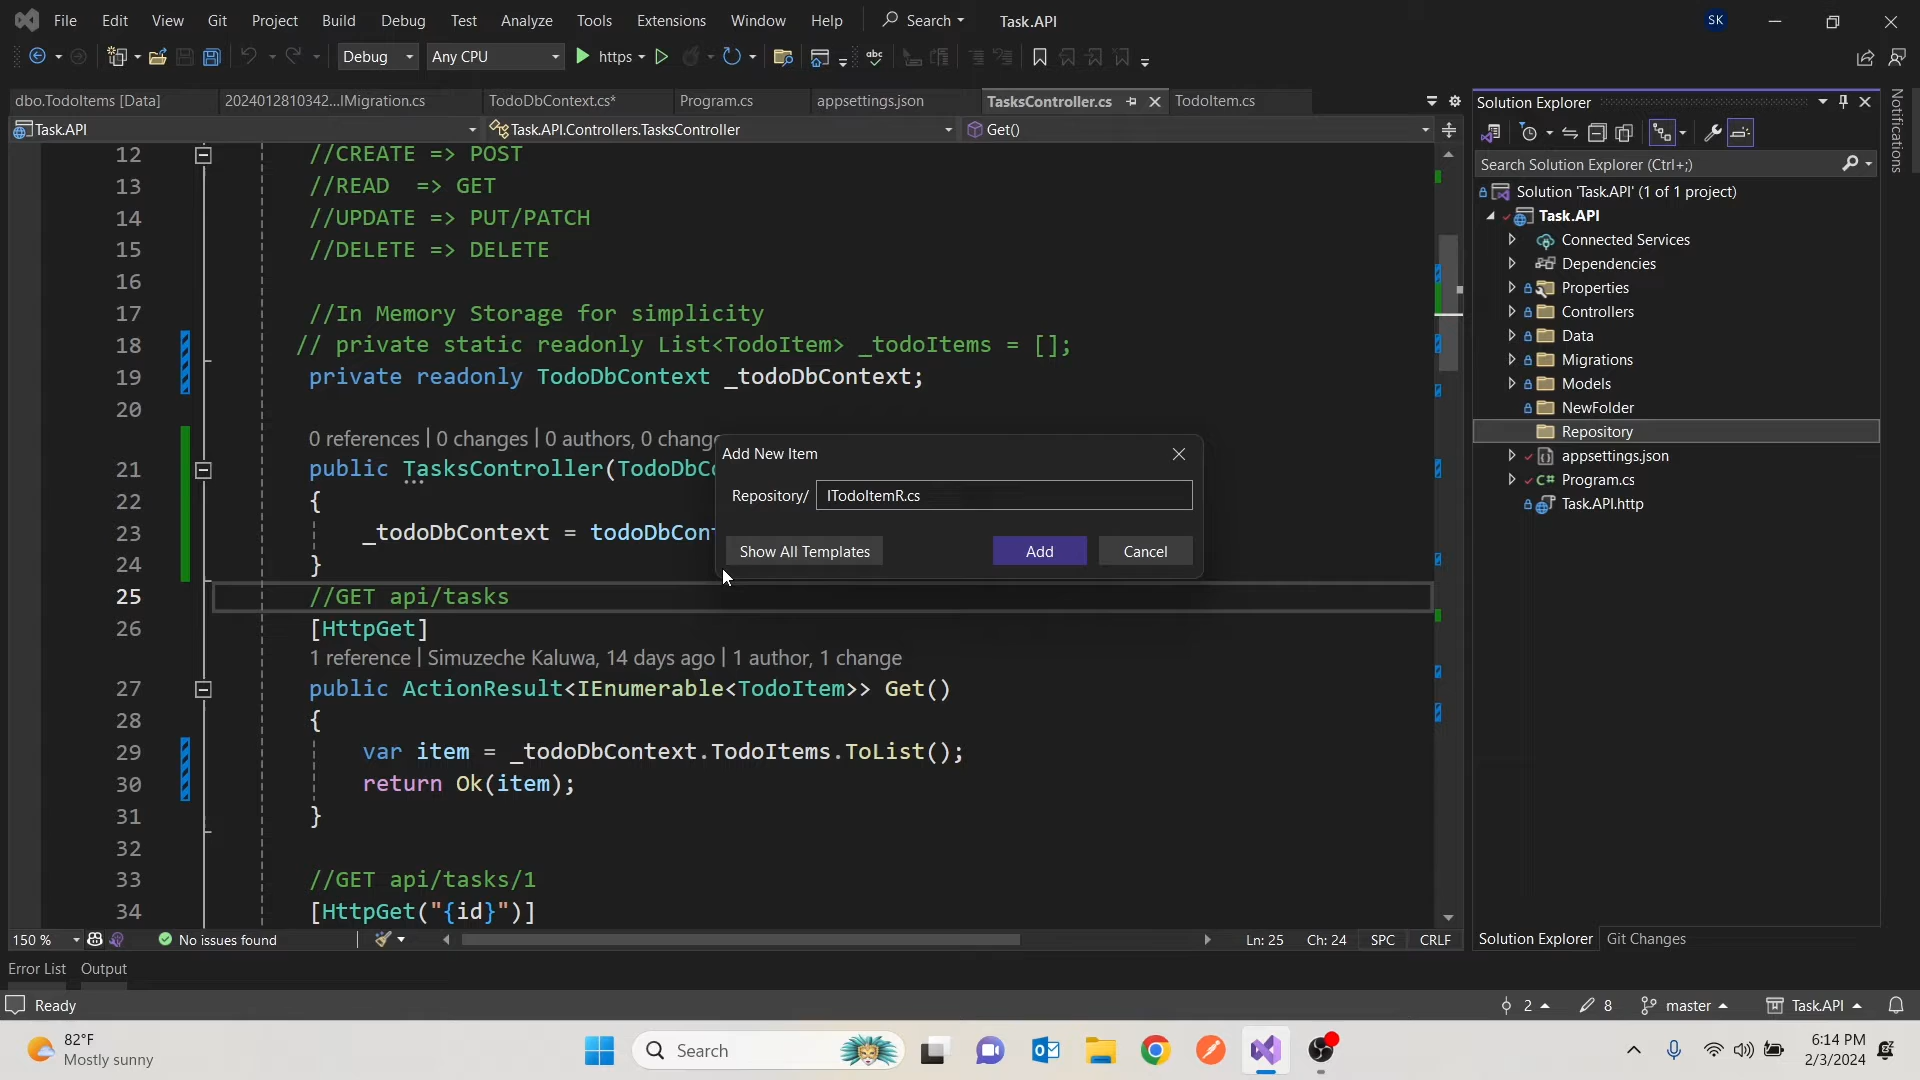 File Edit View Git Project Build Debug Test Analyze Tools Extensions Window Help Search Task.API SK
Debug Any CPU https
dbo.TodoItems [Data] 2024012810342...IMigration.cs TodoDbContext.cs* Program.cs appsettings.json TasksController.cs TodoItem.cs
Task.API Task.API.Controllers.TasksController Get()
12 //CREATE => POST
13 //READ => GET
14 //UPDATE => PUT/PATCH
15 //DELETE => DELETE
16
17 //In Memory Storage for simplicity
18 // private static readonly List<TodoItem> _todoItems = [];
19 private readonly TodoDbContext _todoDbContext;
20
0 references | 0 changes | 0 authors, 0 change
21 public TasksController(TodoDbC
22 {
23 _todoDbContext = todoDbCon
24 }
25 //GET api/tasks
26 [HttpGet]
1 reference | Simuzeche Kaluwa, 14 days ago | 1 author, 1 change
27 public ActionResult<IEnumerable<TodoItem>> Get()
28 {
29 var item = _todoDbContext.TodoItems.ToList();
30 return Ok(item);
31 }
32
33 //GET api/tasks/1
34 [HttpGet("{id}")]
Add New Item
Repository/ ITodoItemR.cs
Show All Templates Add Cancel
Solution Explorer
Search Solution Explorer (Ctrl+;)
Solution 'Task.API' (1 of 1 project)
Task.API
Connected Services
Dependencies
Properties
Controllers
Data
Migrations
Models
NewFolder
Repository
appsettings.json
C# Program.cs
Task.API.http
Notifications
150 % No issues found Ln: 25 Ch: 24 SPC CRLF
Solution Explorer Git Changes
Error List Output
Ready 2 8 master Task.API
82°F
Mostly sunny
Search
6:14 PM
2/3/2024